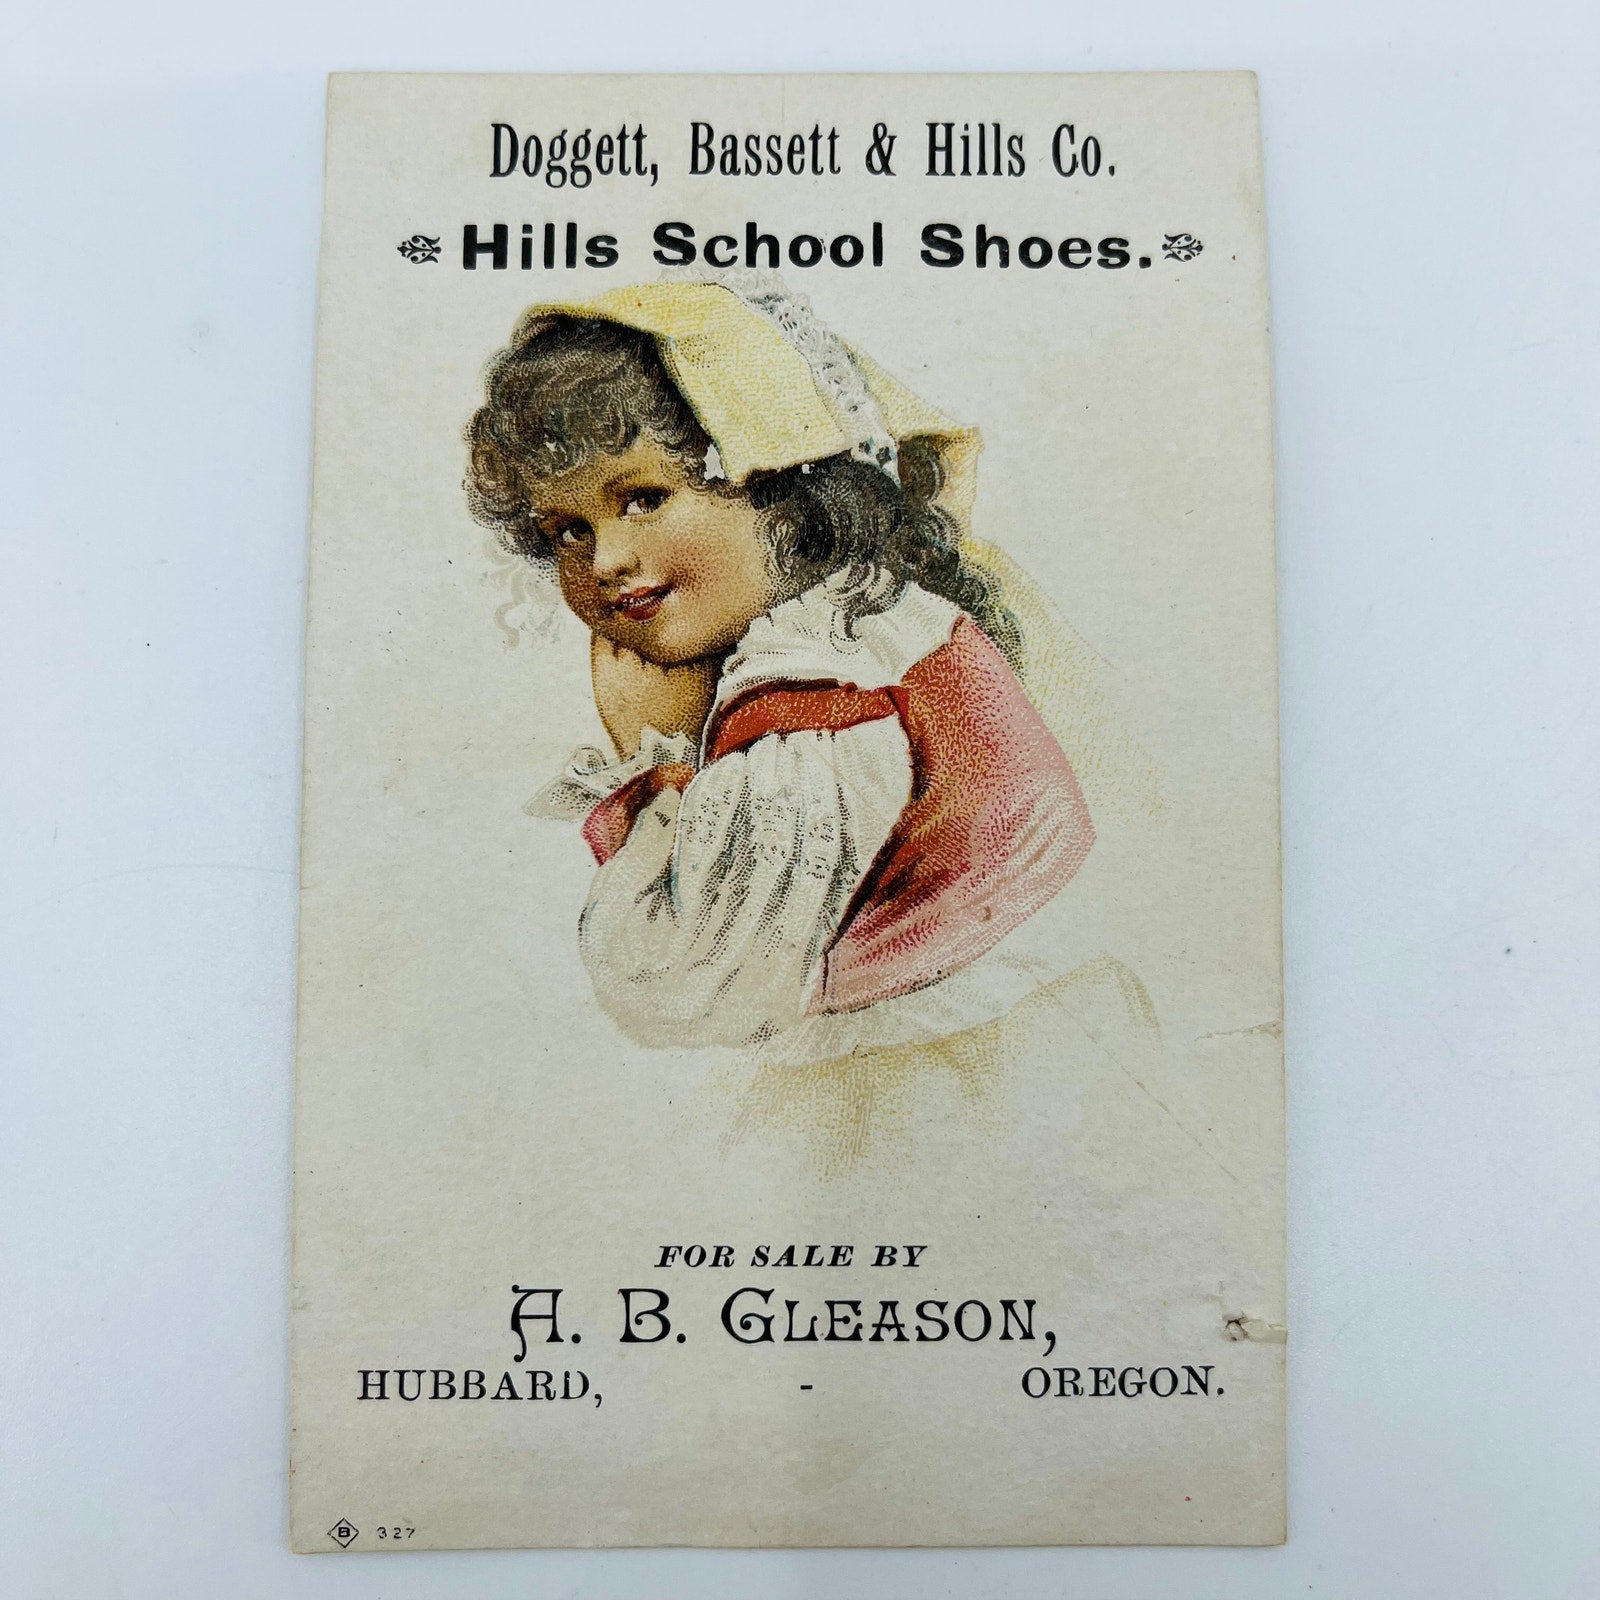 Doggett, Bassett & Hills Co.
Hills School Shoes.
FOR SALE BY
A. B. GLEASON,
HUBBARD, - OREGON.
B 327